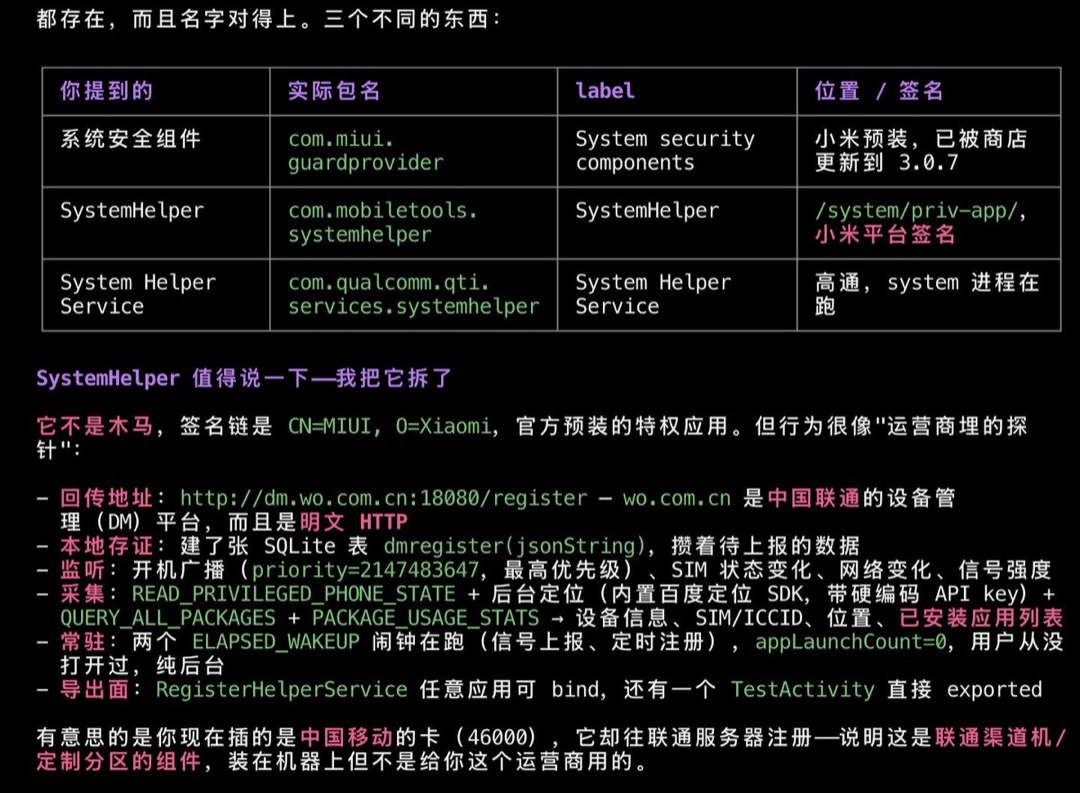 都存在，而且名字对得上。三个不同的东西：
你提到的 实际包名 label 位置 / 签名
系统安全组件 com.miui. System security 小米预装，已被商店
guardprovider components 更新到 3.0.7
SystemHelper com.mobiletools. SystemHelper /system/priv-app/,
systemhelper 小米平台签名
System Helper com.qualcomm.qti. System Helper 高通，system 进程在
Service services.systemhelper Service 跑
SystemHelper 值得说一下——我把它拆了
它不是木马，签名链是 CN=MIUI, O=Xiaomi，官方预装的特权应用。但行为很像"运营商埋的探
针"：
- 回传地址：http://dm.wo.com.cn:18080/register — wo.com.cn 是中国联通的设备管
理（DM）平台，而且是明文 HTTP
- 本地存证：建了张 SQLite 表 dmregister(jsonString)，攒着待上报的数据
- 监听：开机广播（priority=2147483647，最高优先级）、SIM 状态变化、网络变化、信号强度
- 采集：READ_PRIVILEGED_PHONE_STATE + 后台定位（内置百度定位 SDK，带硬编码 API key）+
QUERY_ALL_PACKAGES + PACKAGE_USAGE_STATS → 设备信息、SIM/ICCID、位置、已安装应用列表
- 常驻：两个 ELAPSED_WAKEUP 闹钟在跑（信号上报、定时注册），appLaunchCount=0，用户从没
打开过，纯后台
- 导出面：RegisterHelperService 任意应用可 bind，还有一个 TestActivity 直接 exported
有意思的是你现在插的是中国移动的卡（46000），它却往联通服务器注册——说明这是联通渠道机/
定制分区的组件，装在机器上但不是给你这个运营商用的。